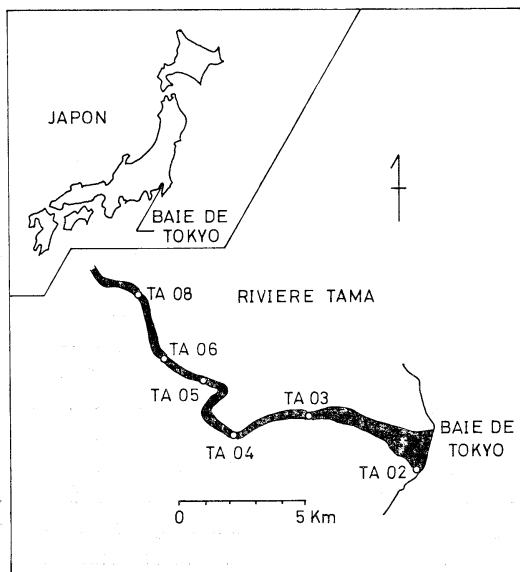 JAPON
BAIE DE
TOKYO
TA 08
RIVIERE TAMA
TA 06
TA 05
TA 03
TA 04
BAIE DE
TOKYO
TA 02
0
5 Km